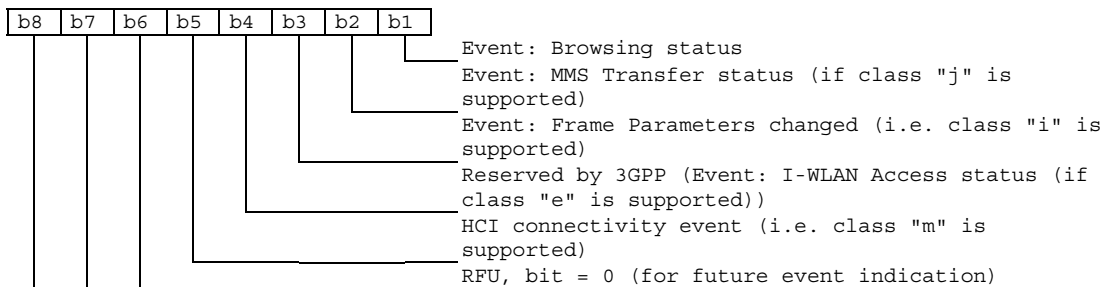 b8 b7 b6 b5 b4 b3 b2 b1
Event: Browsing status
Event: MMS Transfer status (if class "j" is
supported)
Event: Frame Parameters changed (i.e. class "i" is
supported)
Reserved by 3GPP (Event: I-WLAN Access status (if
class "e" is supported))
HCI connectivity event (i.e. class "m" is
supported)
RFU, bit = 0 (for future event indication)